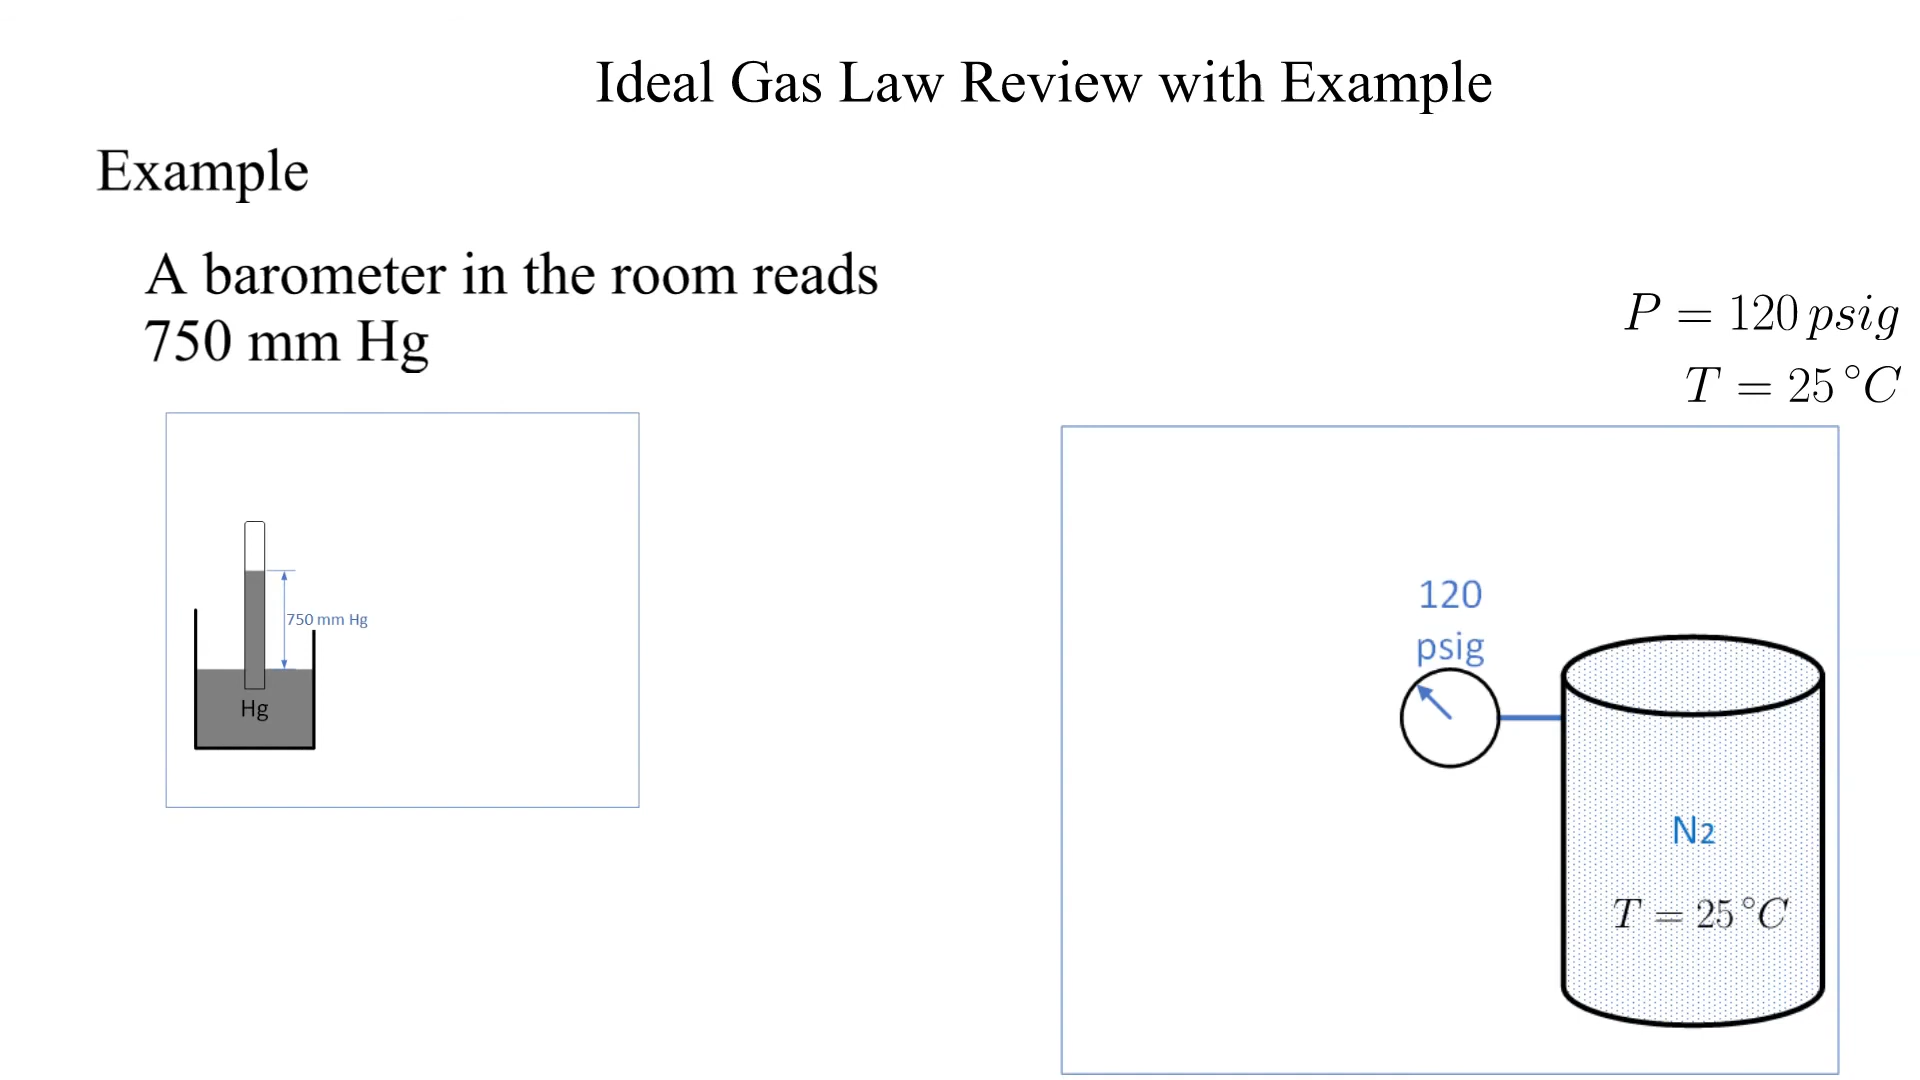 Ideal Gas Law Review with Example
Example
A barometer in the room reads
750 mm Hg
P = 120 psig
T = 25 °C
750 mm Hg
Hg
120
psig
N2
T = 25 °C